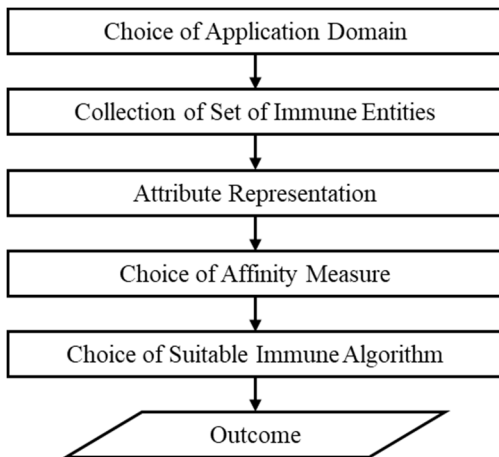 Choice of Application Domain
Collection of Set of Immune Entities
Attribute Representation
Choice of Affinity Measure
Choice of Suitable Immune Algorithm
Outcome